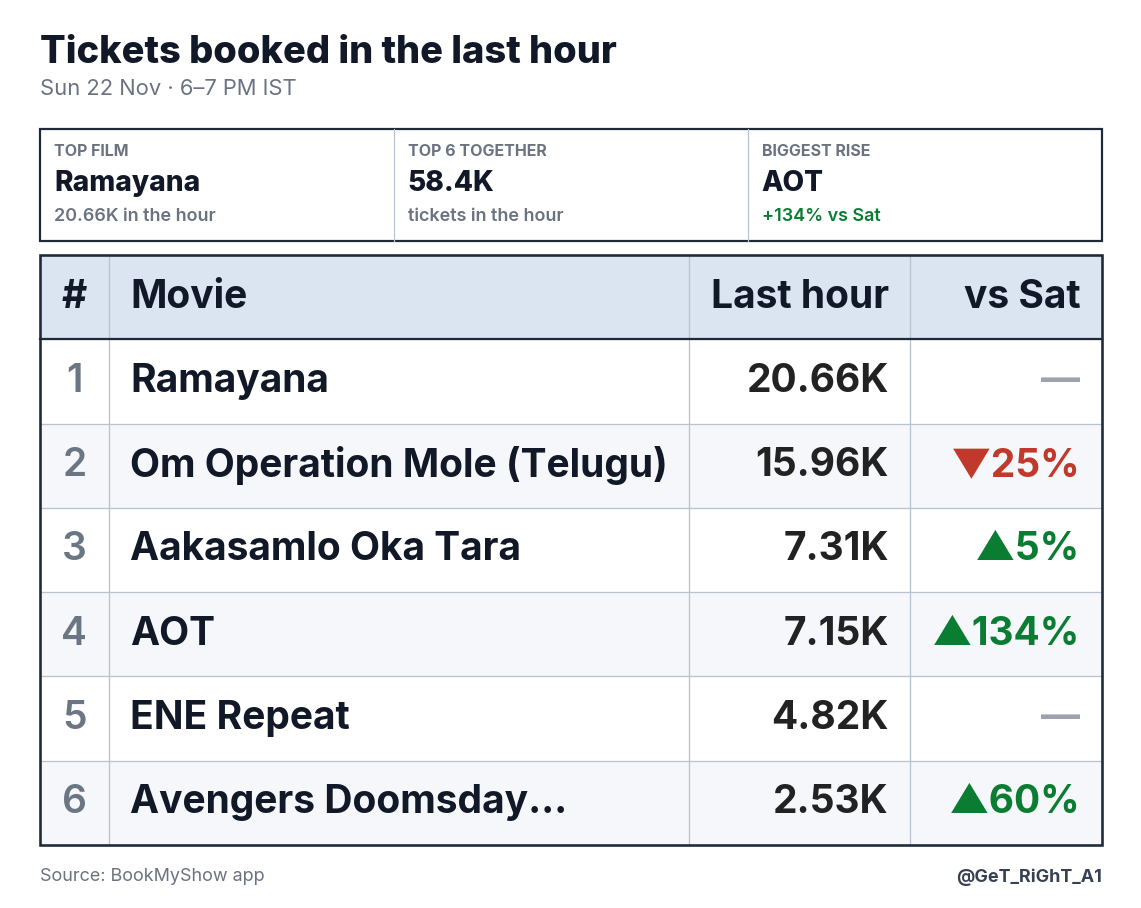 Tickets booked in the last hour
Sun 22 Nov · 6–7 PM IST
TOP FILM
Ramayana
20.66K in the hour
TOP 6 TOGETHER
58.4K
tickets in the hour
BIGGEST RISE
AOT
+134% vs Sat
# Movie Last hour vs Sat
1 Ramayana 20.66K —
2 Om Operation Mole (Telugu) 15.96K ▼25%
3 Aakasamlo Oka Tara 7.31K ▲5%
4 AOT 7.15K ▲134%
5 ENE Repeat 4.82K —
6 Avengers Doomsday... 2.53K ▲60%
Source: BookMyShow app
@GeT_RiGhT_A1